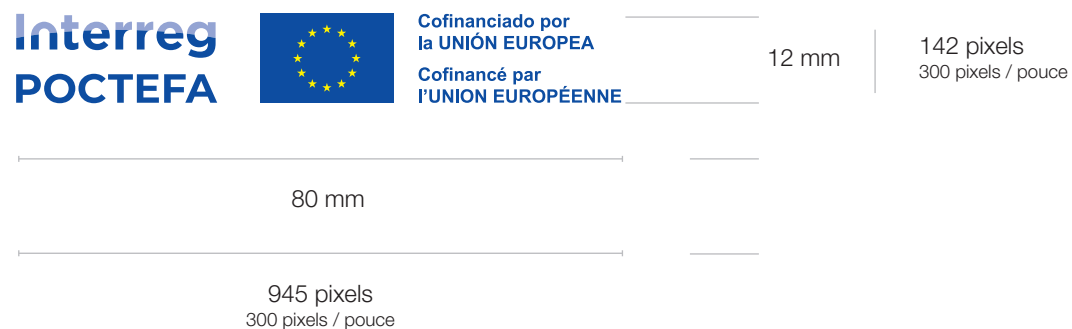 Interreg
POCTEFA
Cofinanciado por
la UNIÓN EUROPEA
Cofinancé par
l'UNION EUROPÉENNE
12 mm
142 pixels
300 pixels / pouce
80 mm
945 pixels
300 pixels / pouce